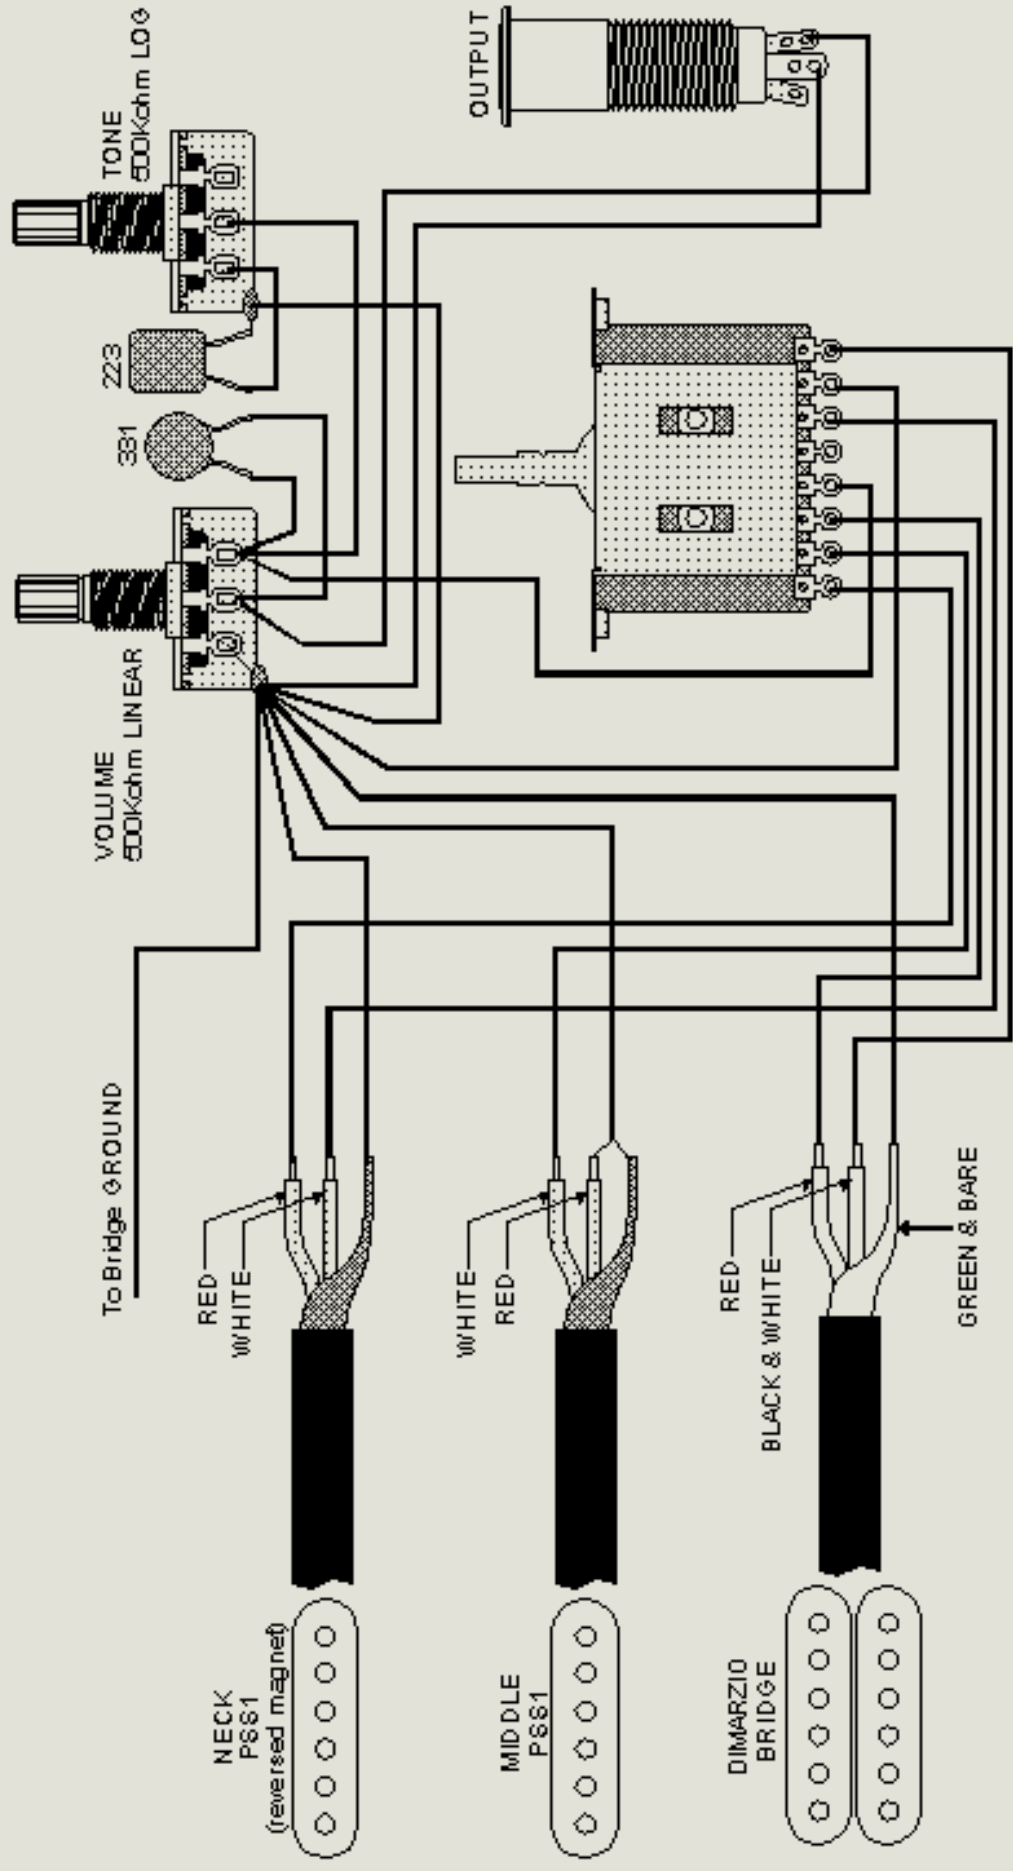 NECK
PSS1
(reversed magnet)
MIDDLE
PSS1
DIMARZIO
BRIDGE
To Bridge GROUND
RED
WHITE
WHITE
RED
RED
BLACK & WHITE
GREEN & BARE
VOLUME
500Kohm LINEAR
331
223
TONE
500Kohm LOG
OUTPUT